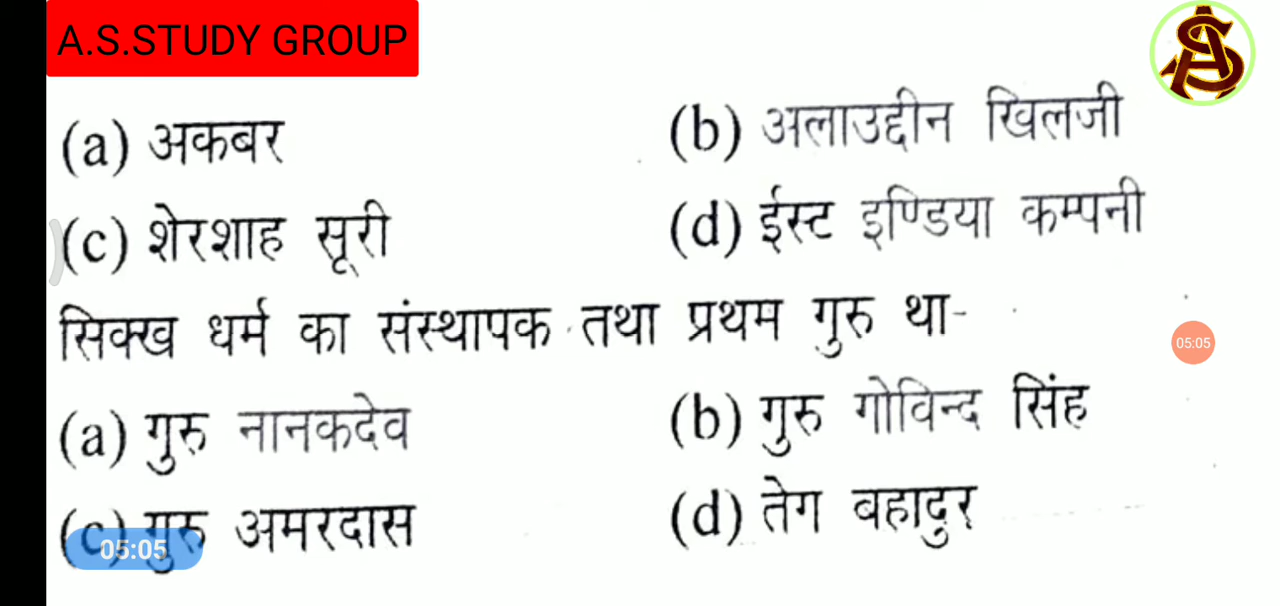 A.S.STUDY GROUP
(a) अकबर (b) अलाउद्दीन खिलजी
(c) शेरशाह सूरी (d) ईस्ट इण्डिया कम्पनी
सिक्ख धर्म का संस्थापक तथा प्रथम गुरु था-
05:05
(a) गुरु नानकदेव (b) गुरु गोविन्द सिंह
(c) गुरु अमरदास (d) तेग बहादुर
05:05